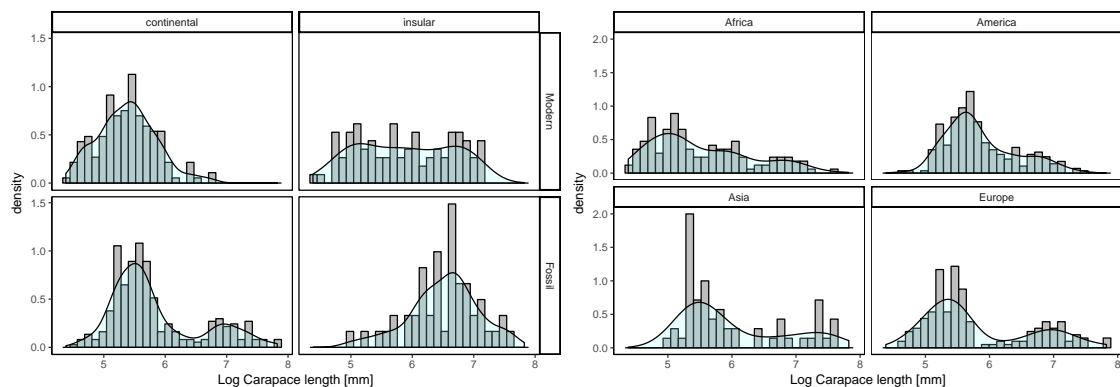 continental insular
1.5
1.0
0.5
0.0
Modern
1.5
1.0
0.5
0.0
Fossil
density
5 6 7 8 5 6 7 8
Log Carapace length [mm]
Africa America
2.0
1.5
1.0
0.5
0.0
Asia Europe
2.0
1.5
1.0
0.5
0.0
density
5 6 7 8 5 6 7 8
Log Carapace length [mm]